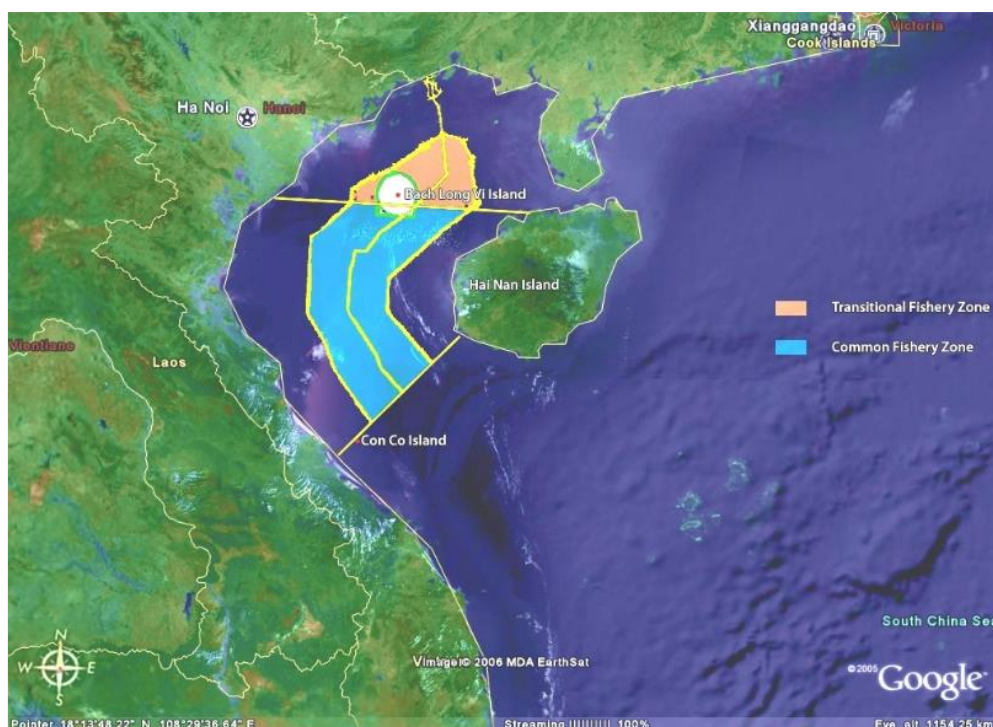 Xianggangdao
Victoria
Cook Islands
Ha Noi
Hanoi
Bach Long Vi Island
Hai Nan Island
Transitional Fishery Zone
Vientiane
Laos
Common Fishery Zone
Con Co Island
South China Sea
N
W E
S
Image © 2006 MDA EarthSat
©2005 Google
Pointer 18°13'48.22" N 108°29'36.64" E
Streaming |||||||||| 100%
Eye alt 1154.25 km